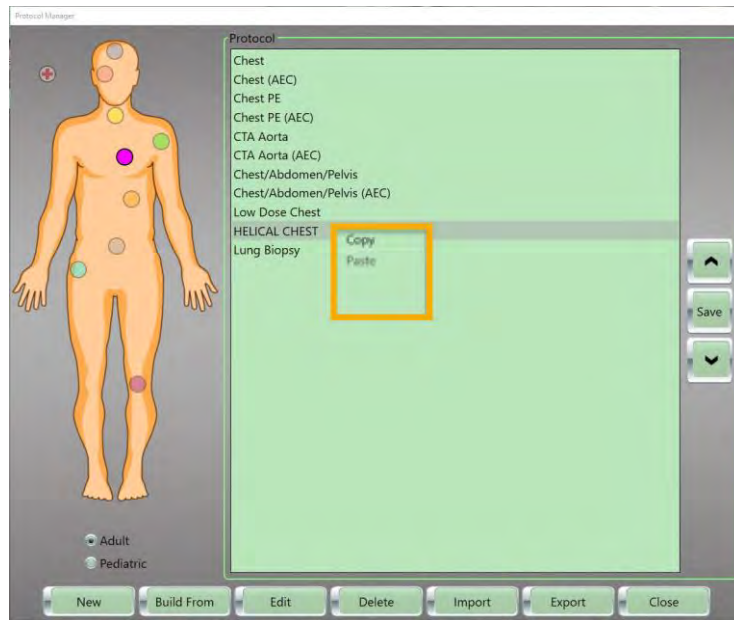 Protocol Manager
Protocol
Chest
Chest (AEC)
Chest PE
Chest PE (AEC)
CTA Aorta
CTA Aorta (AEC)
Chest/Abdomen/Pelvis
Chest/Abdomen/Pelvis (AEC)
Low Dose Chest
HELICAL CHEST
Lung Biopsy
Copy
Paste
Save
Adult
Pediatric
New Build From Edit Delete Import Export Close